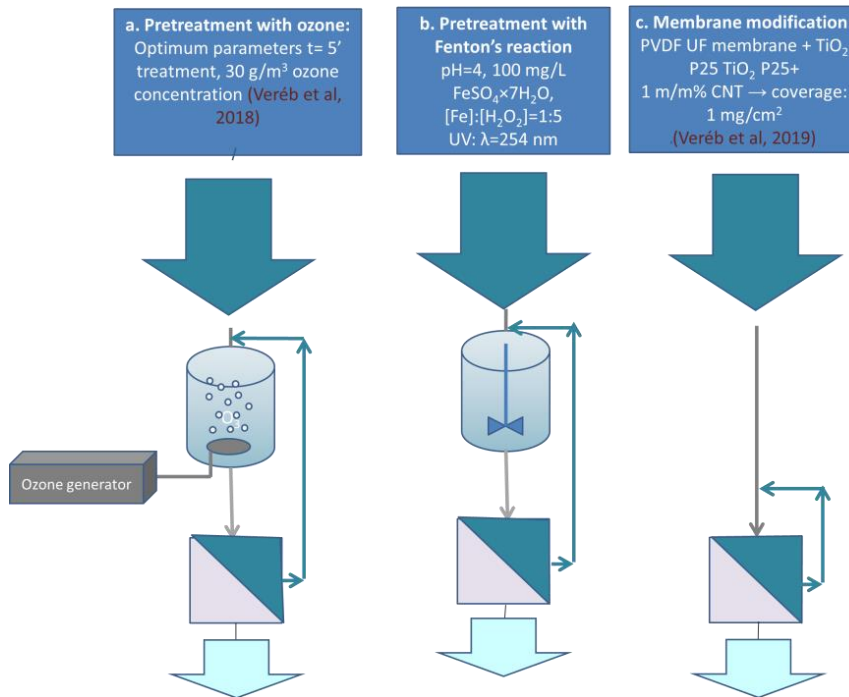 a. Pretreatment with ozone:
Optimum parameters t= 5’
treatment, 30 g/m³ ozone
concentration (Veréb et al,
2018)
/
b. Pretreatment with
Fenton’s reaction
pH=4, 100 mg/L
FeSO₄×7H₂O,
[Fe]:[H₂O₂]=1:5
UV: λ=254 nm
c. Membrane modification
PVDF UF membrane + TiO₂
P25 TiO₂ P25+
1 m/m% CNT → coverage:
1 mg/cm²
.(Veréb et al, 2019)
O₃
Ozone generator